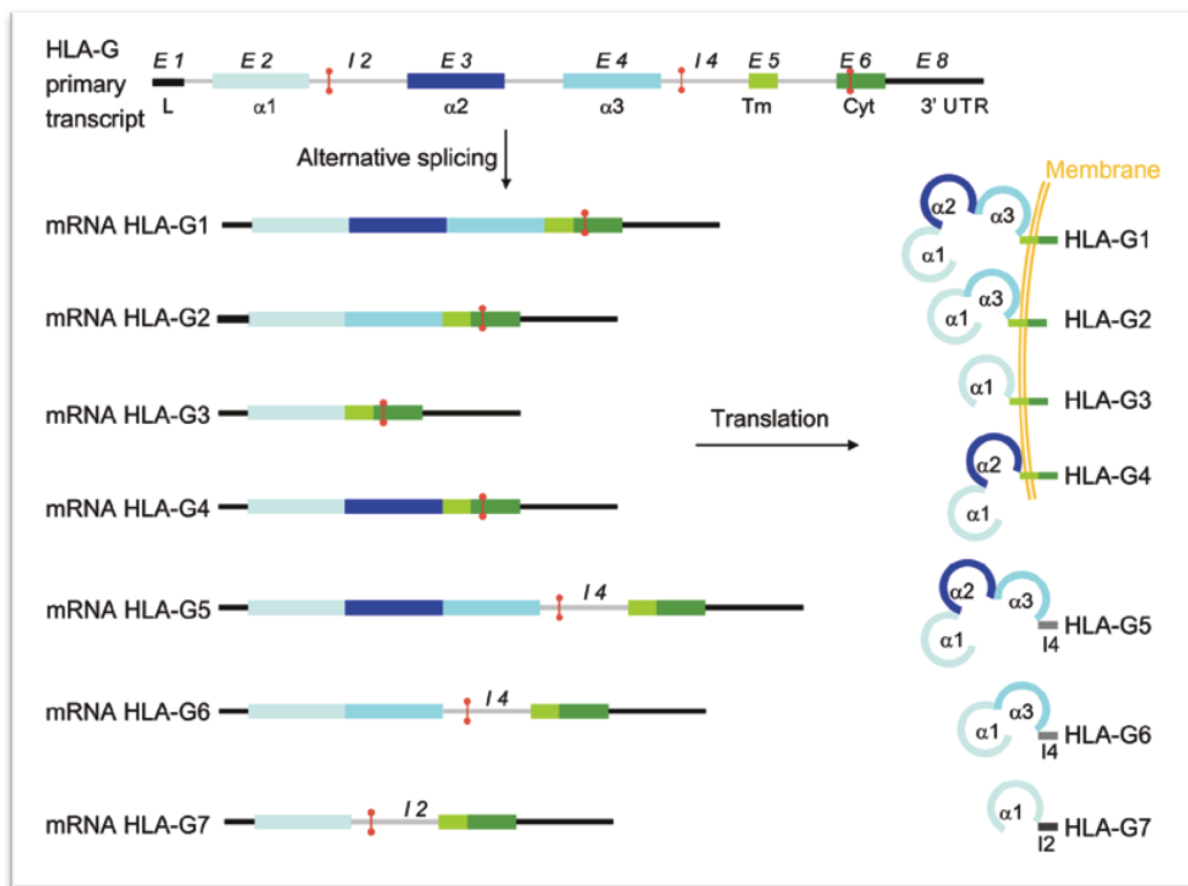 HLA-G
primary
transcript
E 1 E 2 I 2 E 3 E 4 I 4 E 5 E 6 E 8
L α1 α2 α3 Tm Cyt 3' UTR
Alternative splicing
Membrane
mRNA HLA-G1
α2 α3
α1
HLA-G1
mRNA HLA-G2
α3
α1
HLA-G2
mRNA HLA-G3
α1
HLA-G3
Translation
mRNA HLA-G4
α2
α1
HLA-G4
mRNA HLA-G5
I 4
α2 α3
α1
I4
HLA-G5
mRNA HLA-G6
I 4
α3
α1
I4
HLA-G6
mRNA HLA-G7
I 2
α1
I2
HLA-G7